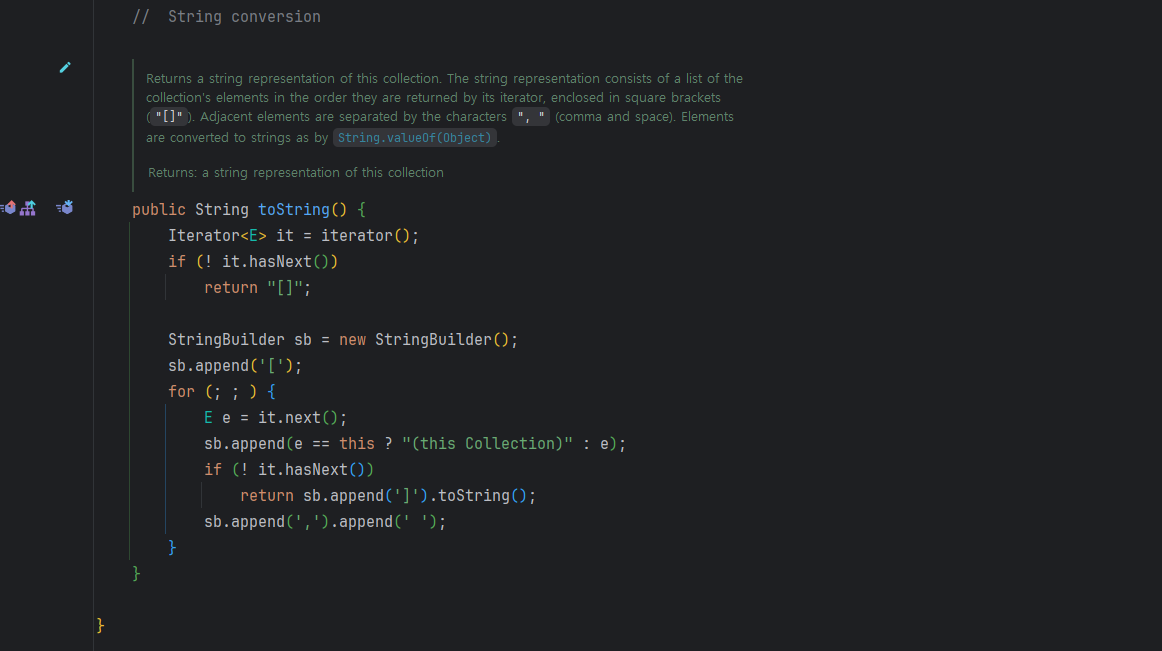 //  String conversion
Returns a string representation of this collection. The string representation consists of a list of the
collection's elements in the order they are returned by its iterator, enclosed in square brackets
("[]"). Adjacent elements are separated by the characters ", " (comma and space). Elements
are converted to strings as by String.valueOf(Object).
Returns: a string representation of this collection
public String toString() {
    Iterator<E> it = iterator();
    if (! it.hasNext())
        return "[]";
    StringBuilder sb = new StringBuilder();
    sb.append('[');
    for (; ; ) {
        E e = it.next();
        sb.append(e == this ? "(this Collection)" : e);
        if (! it.hasNext())
            return sb.append(']').toString();
        sb.append(',').append(' ');
    }
}
}